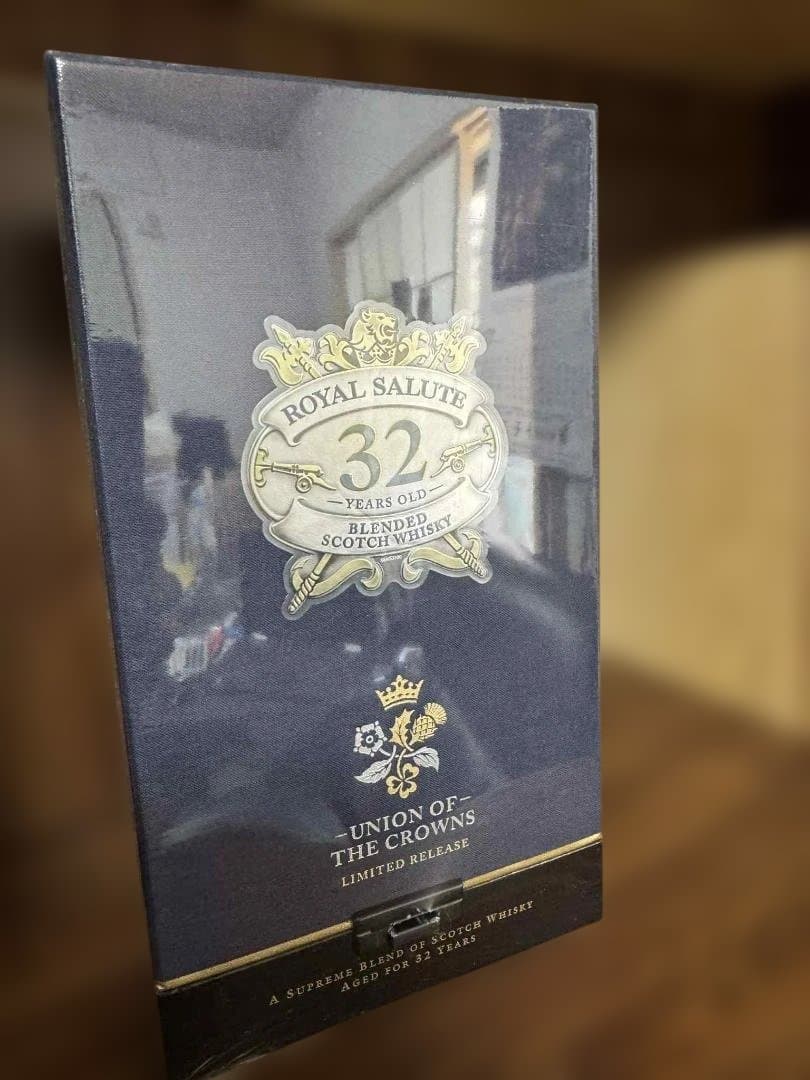 ROYAL SALUTE
32
YEARS OLD
BLENDED
SCOTCH WHISKY
UNION OF
THE CROWNS
LIMITED RELEASE
A SUPREME BLEND OF SCOTCH WHISKY
AGED FOR 32 YEARS